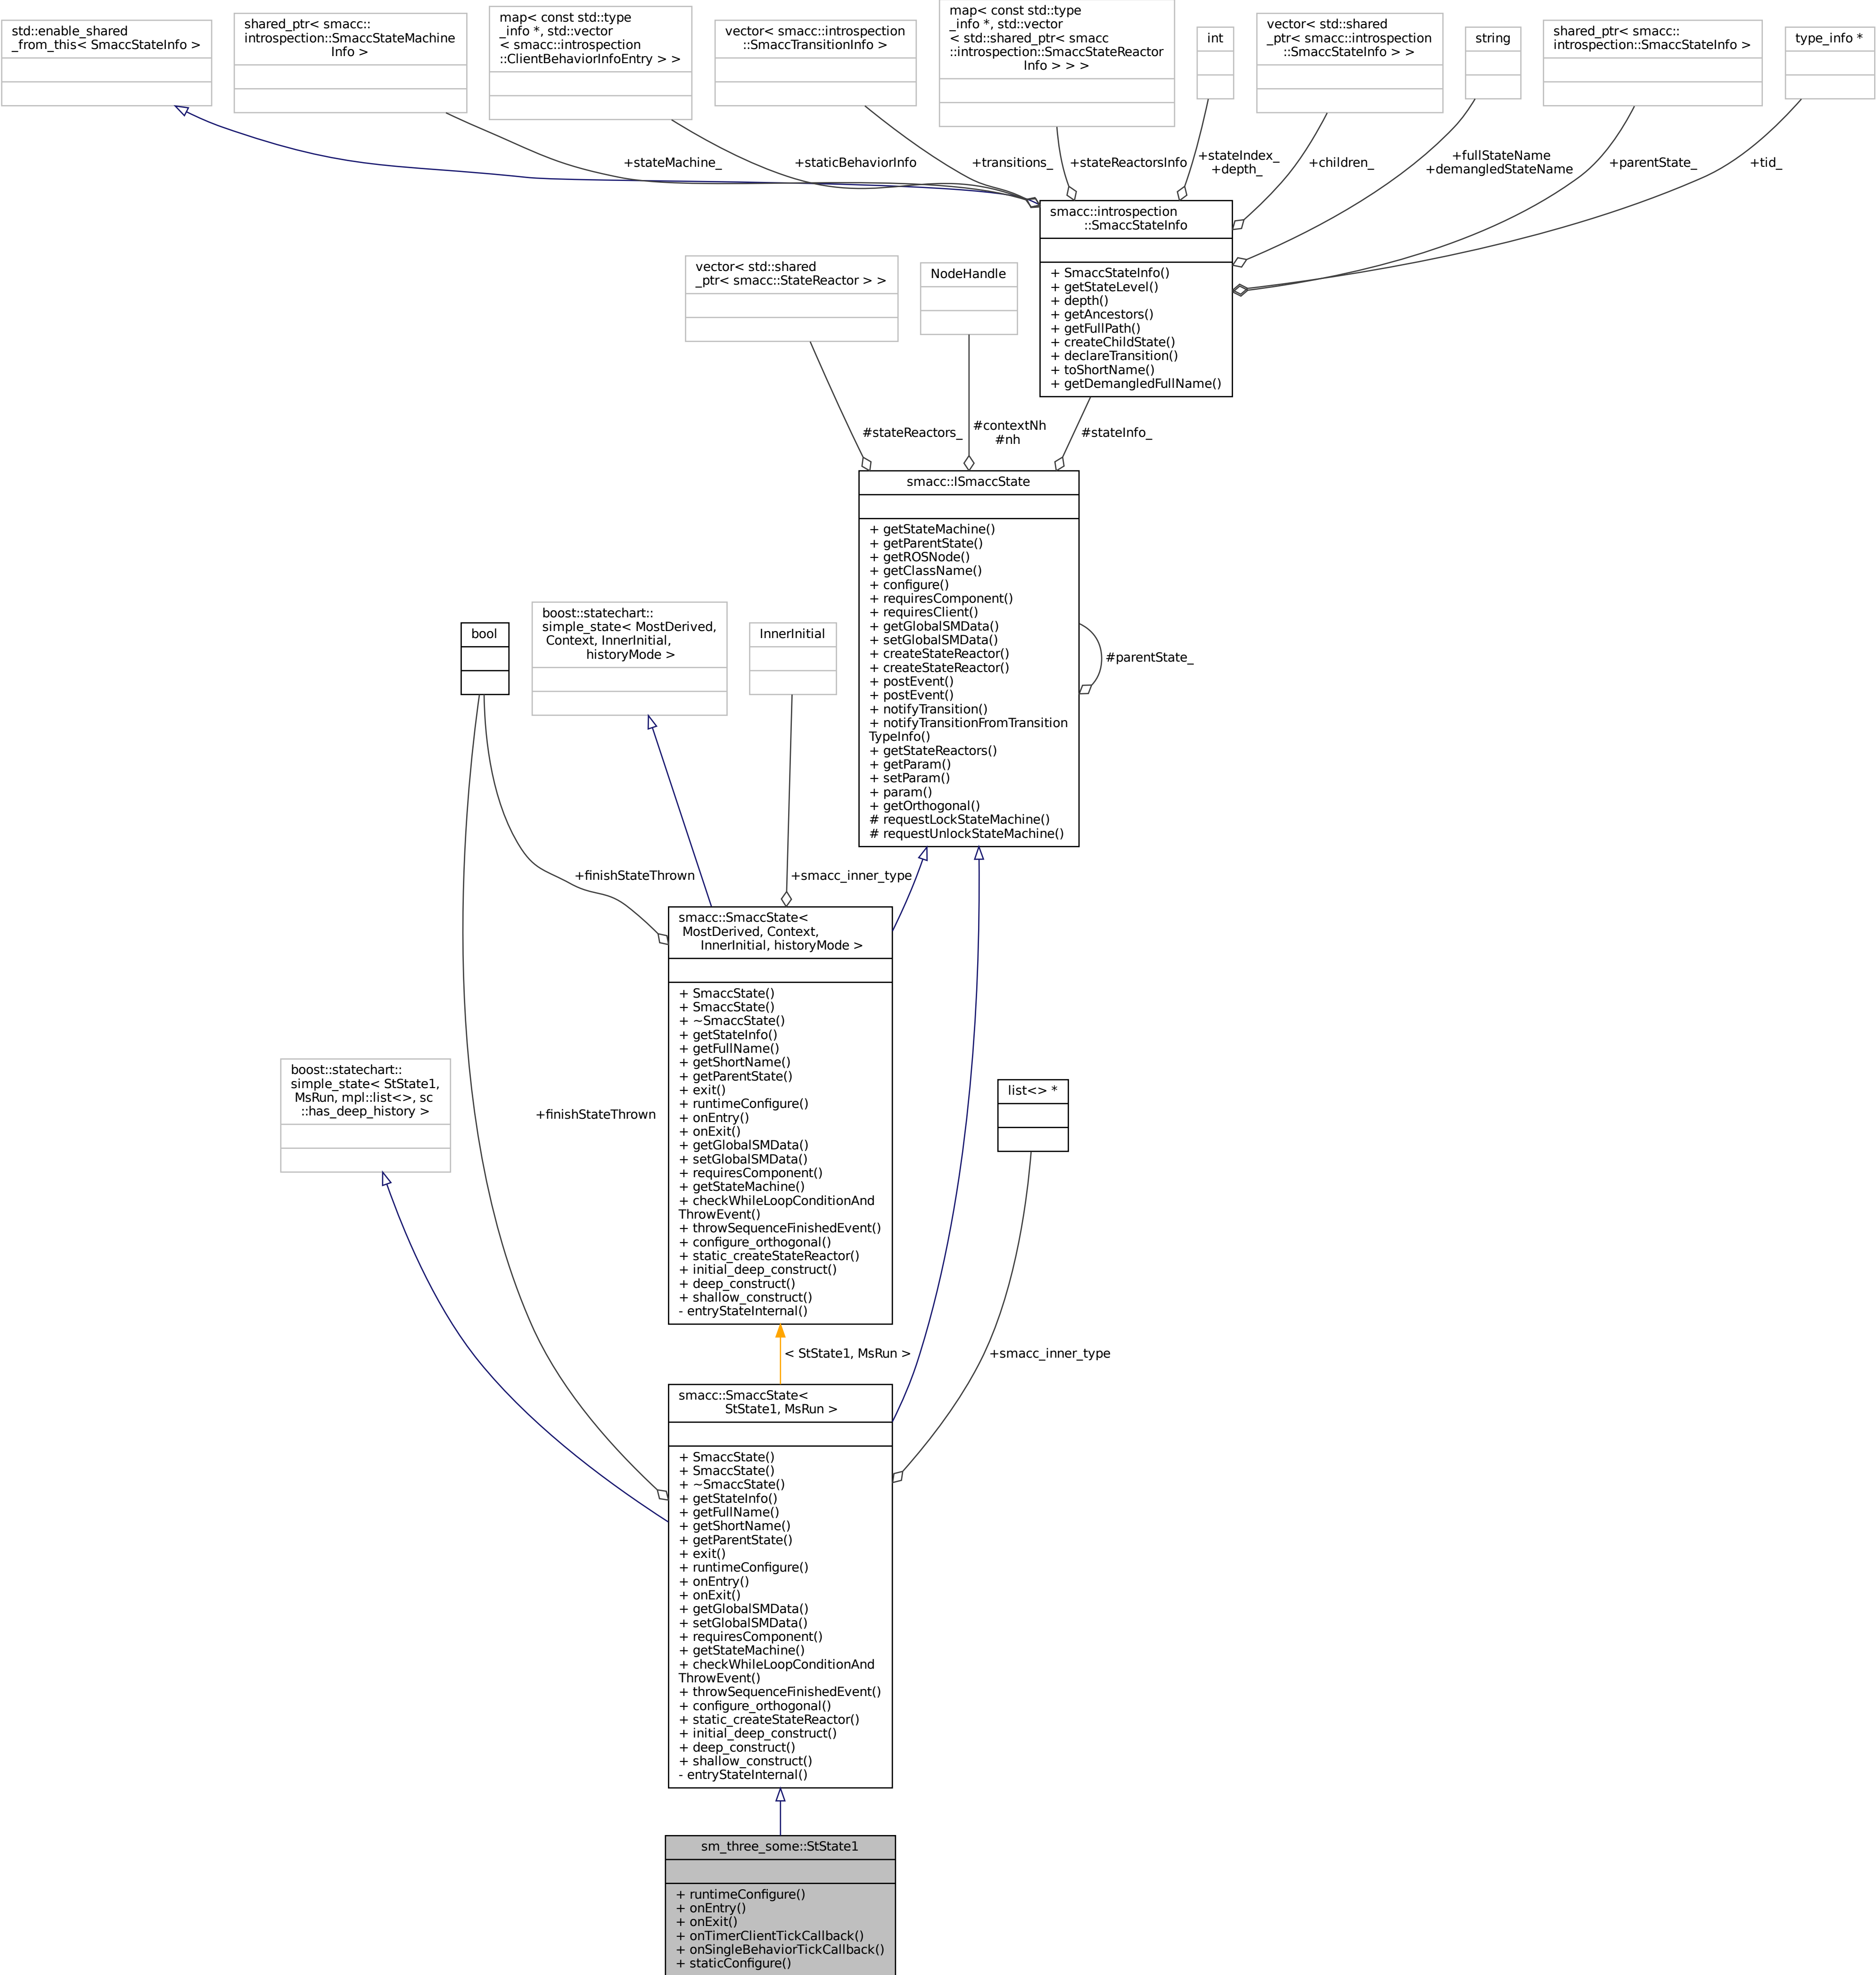 std::enable_shared
_from_this< SmaccStateInfo >
shared_ptr< smacc::
introspection::SmaccStateMachine
Info >
map< const std::type
_info *, std::vector
< smacc::introspection
::ClientBehaviorInfoEntry > >
vector< smacc::introspection
::SmaccTransitionInfo >
map< const std::type
_info *, std::vector
< std::shared_ptr< smacc
::introspection::SmaccStateReactor
Info > > >
int
vector< std::shared
_ptr< smacc::introspection
::SmaccStateInfo > >
string
shared_ptr< smacc::
introspection::SmaccStateInfo >
type_info *
+stateMachine_
+staticBehaviorInfo
+transitions_
+stateReactorsInfo
+stateIndex_
+depth_
+children_
+fullStateName
+demangledStateName
+parentState_
+tid_
smacc::introspection
::SmaccStateInfo
+ SmaccStateInfo()
+ getStateLevel()
+ depth()
+ getAncestors()
+ getFullPath()
+ createChildState()
+ declareTransition()
+ toShortName()
+ getDemangledFullName()
vector< std::shared
_ptr< smacc::StateReactor > >
NodeHandle
#stateReactors_
#contextNh
#nh
#stateInfo_
smacc::ISmaccState
+ getStateMachine()
+ getParentState()
+ getROSNode()
+ getClassName()
+ configure()
+ requiresComponent()
+ requiresClient()
+ getGlobalSMData()
+ setGlobalSMData()
+ createStateReactor()
+ createStateReactor()
+ postEvent()
+ postEvent()
+ notifyTransition()
+ notifyTransitionFromTransition
TypeInfo()
+ getStateReactors()
+ getParam()
+ setParam()
+ param()
+ getOrthogonal()
# requestLockStateMachine()
# requestUnlockStateMachine()
#parentState_
bool
boost::statechart::
simple_state< MostDerived,
Context, InnerInitial,
historyMode >
InnerInitial
+finishStateThrown
+smacc_inner_type
smacc::SmaccState<
MostDerived, Context,
InnerInitial, historyMode >
+ SmaccState()
+ SmaccState()
+ ~SmaccState()
+ getStateInfo()
+ getFullName()
+ getShortName()
+ getParentState()
+ exit()
+ runtimeConfigure()
+ onEntry()
+ onExit()
+ getGlobalSMData()
+ setGlobalSMData()
+ requiresComponent()
+ getStateMachine()
+ checkWhileLoopConditionAnd
ThrowEvent()
+ throwSequenceFinishedEvent()
+ configure_orthogonal()
+ static_createStateReactor()
+ initial_deep_construct()
+ deep_construct()
+ shallow_construct()
- entryStateInternal()
boost::statechart::
simple_state< StState1,
MsRun, mpl::list<>, sc
::has_deep_history >
+finishStateThrown
list<> *
< StState1, MsRun >
+smacc_inner_type
smacc::SmaccState<
StState1, MsRun >
+ SmaccState()
+ SmaccState()
+ ~SmaccState()
+ getStateInfo()
+ getFullName()
+ getShortName()
+ getParentState()
+ exit()
+ runtimeConfigure()
+ onEntry()
+ onExit()
+ getGlobalSMData()
+ setGlobalSMData()
+ requiresComponent()
+ getStateMachine()
+ checkWhileLoopConditionAnd
ThrowEvent()
+ throwSequenceFinishedEvent()
+ configure_orthogonal()
+ static_createStateReactor()
+ initial_deep_construct()
+ deep_construct()
+ shallow_construct()
- entryStateInternal()
sm_three_some::StState1
+ runtimeConfigure()
+ onEntry()
+ onExit()
+ onTimerClientTickCallback()
+ onSingleBehaviorTickCallback()
+ staticConfigure()